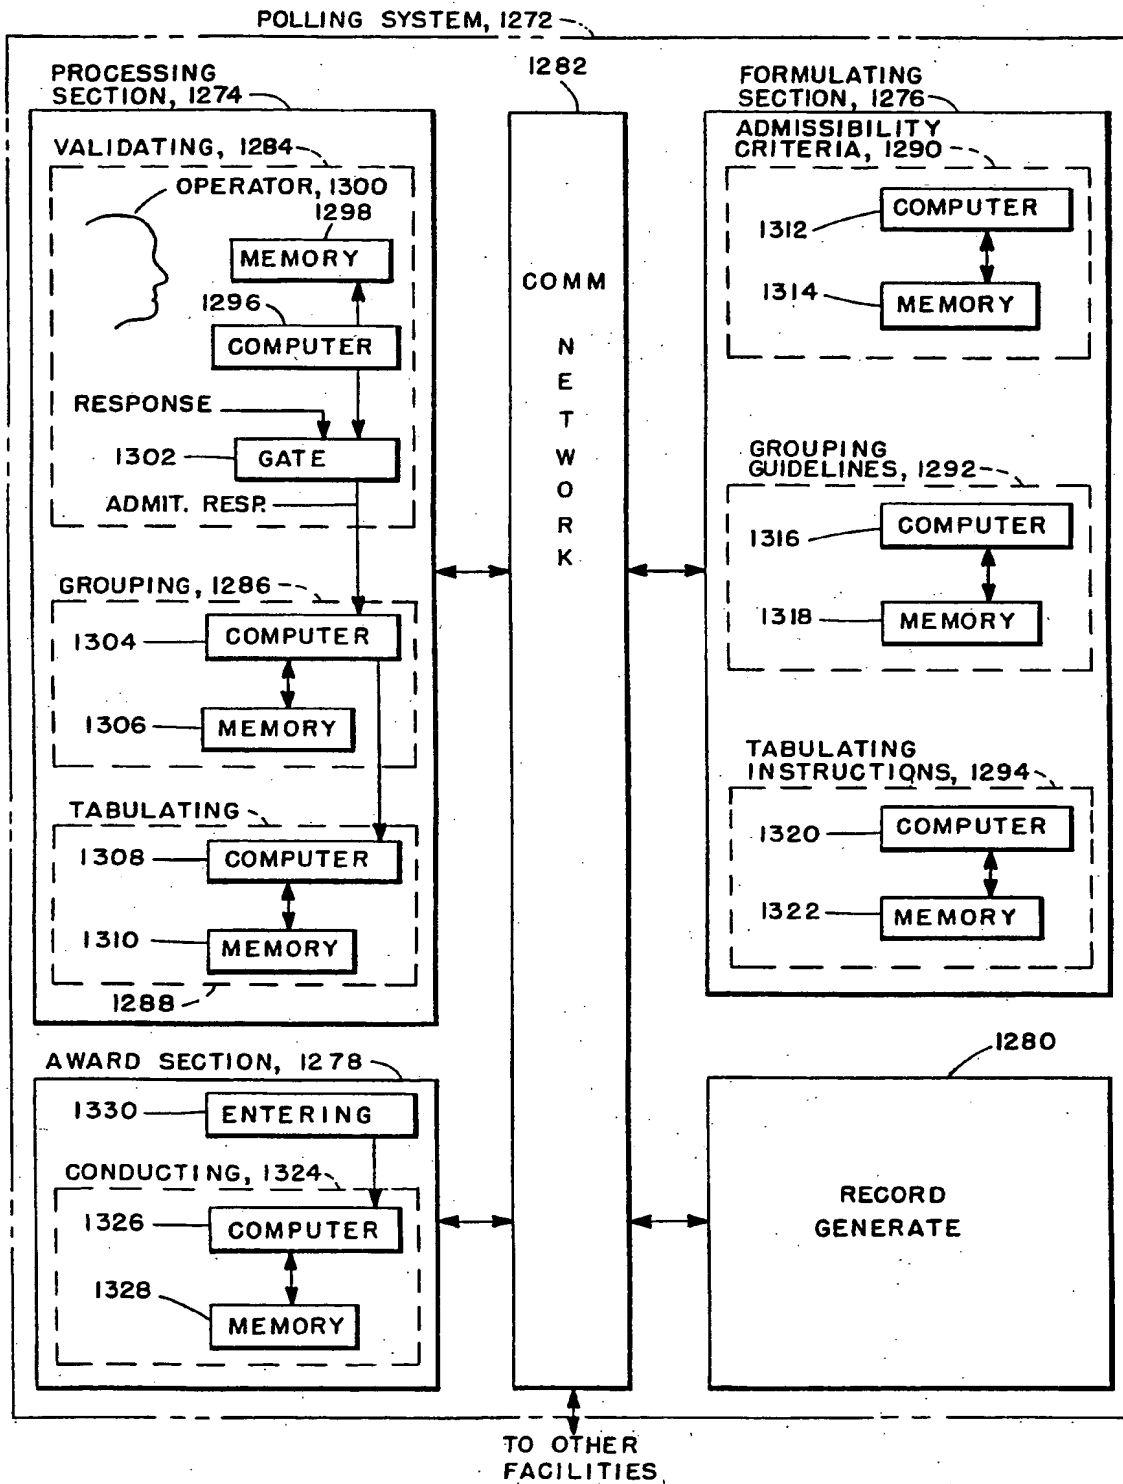 POLLING SYSTEM, 1272
PROCESSING
SECTION, 1274
VALIDATING, 1284
OPERATOR, 1300
1298
MEMORY
1296
COMPUTER
RESPONSE
1302
GATE
ADMIT. RESP.
GROUPING, 1286
1304
COMPUTER
1306
MEMORY
TABULATING
1308
COMPUTER
1310
MEMORY
1288
AWARD SECTION, 1278
1330
ENTERING
CONDUCTING, 1324
1326
COMPUTER
1328
MEMORY
1282
COMM
NETWORK
FORMULATING
SECTION, 1276
ADMISSIBILITY
CRITERIA, 1290
COMPUTER
1312
1314
MEMORY
GROUPING
GUIDELINES, 1292
COMPUTER
1316
1318
MEMORY
TABULATING
INSTRUCTIONS, 1294
1320
COMPUTER
1322
MEMORY
1280
RECORD
GENERATE
TO OTHER
FACILITIES